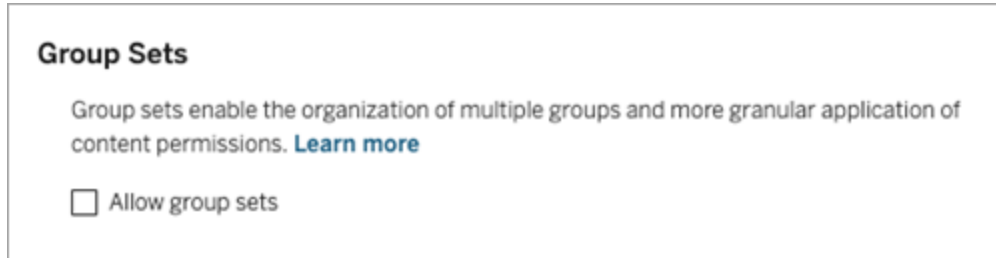 Group Sets
Group sets enable the organization of multiple groups and more granular application of
content permissions. Learn more
Allow group sets